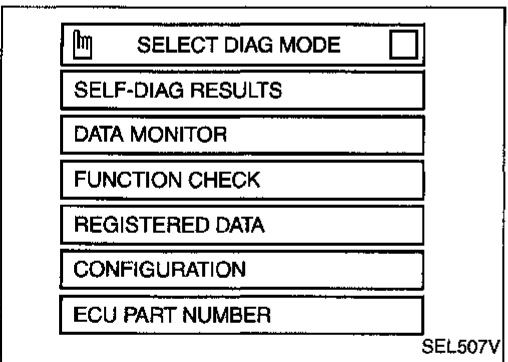 SELECT DIAG MODE
SELF-DIAG RESULTS
DATA MONITOR
FUNCTION CHECK
REGISTERED DATA
CONFIGURATION
ECU PART NUMBER
SEL507V